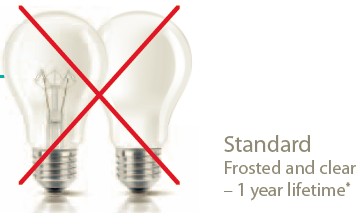 Standard
Frosted and clear
– 1 year lifetime*